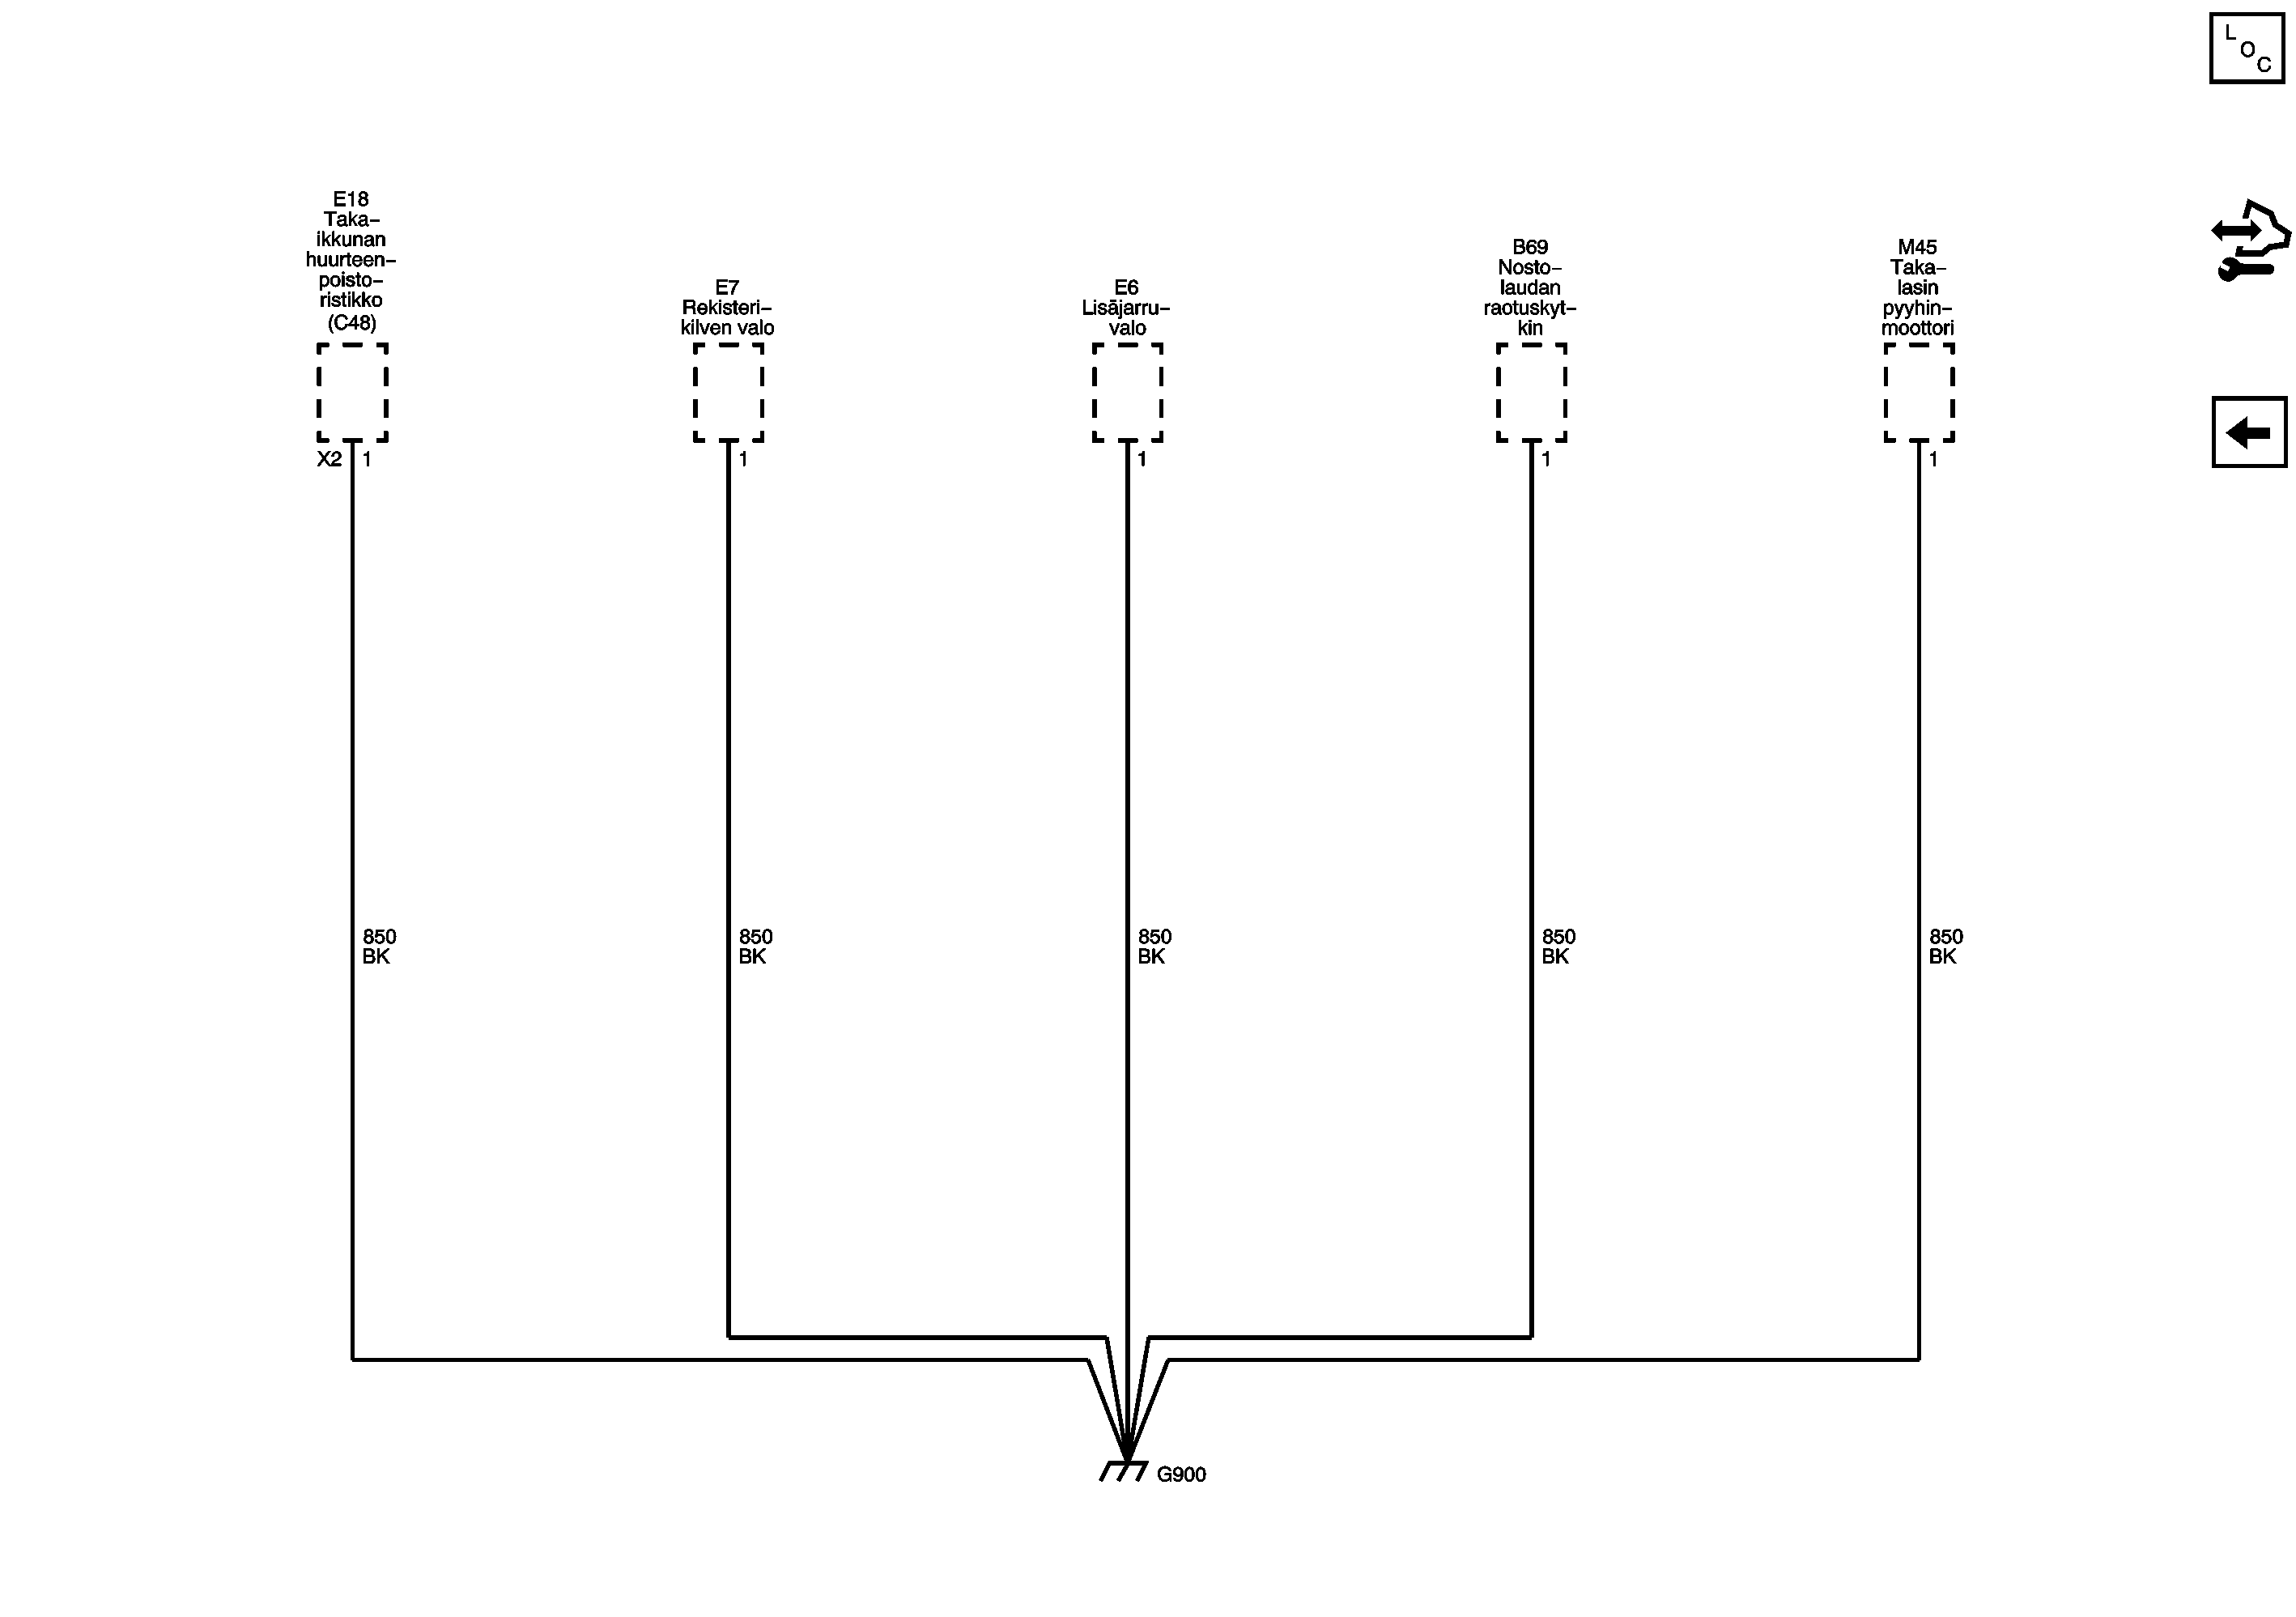 L
O
C
E18
Taka–
ikkunan
huurteen–
poisto–
ristikko
(C48)
E7
Rekisteri–
kilven valo
E6
Lisäjarru–
valo
B69
Nosto–
laudan
raotuskyt–
kin
M45
Taka–
lasin
pyyhin–
moottori
X2 1
1
1
1
1
850
BK
850
BK
850
BK
850
BK
850
BK
G900